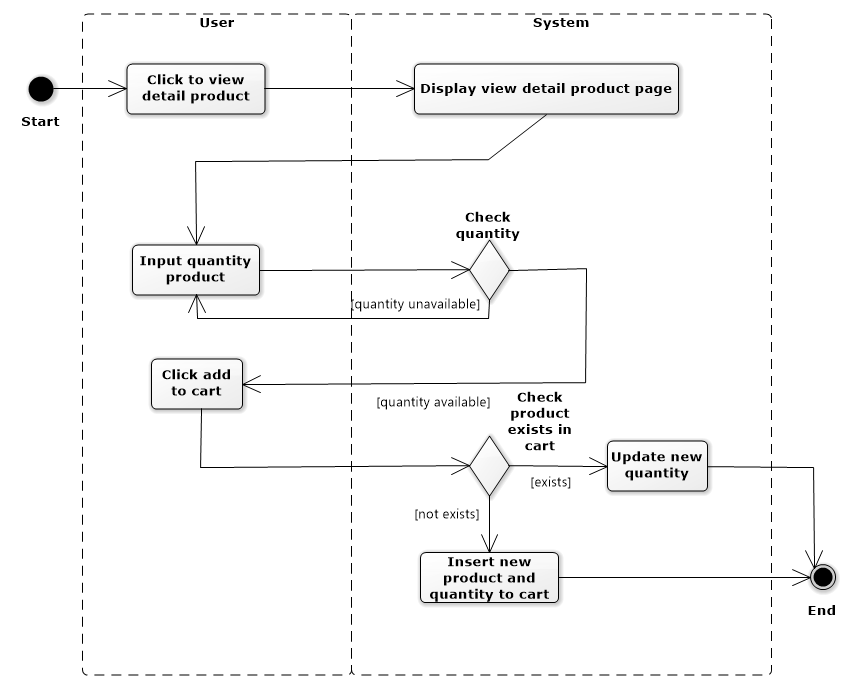 User
System
Click to view
detail product
Display view detail product page
Start
Check
quantity
Input quantity
product
[quantity unavailable]
Click add
to cart
[quantity available]
Check
product
exists in
cart
Update new
quantity
[exists]
[not exists]
Insert new
product and
quantity to cart
End